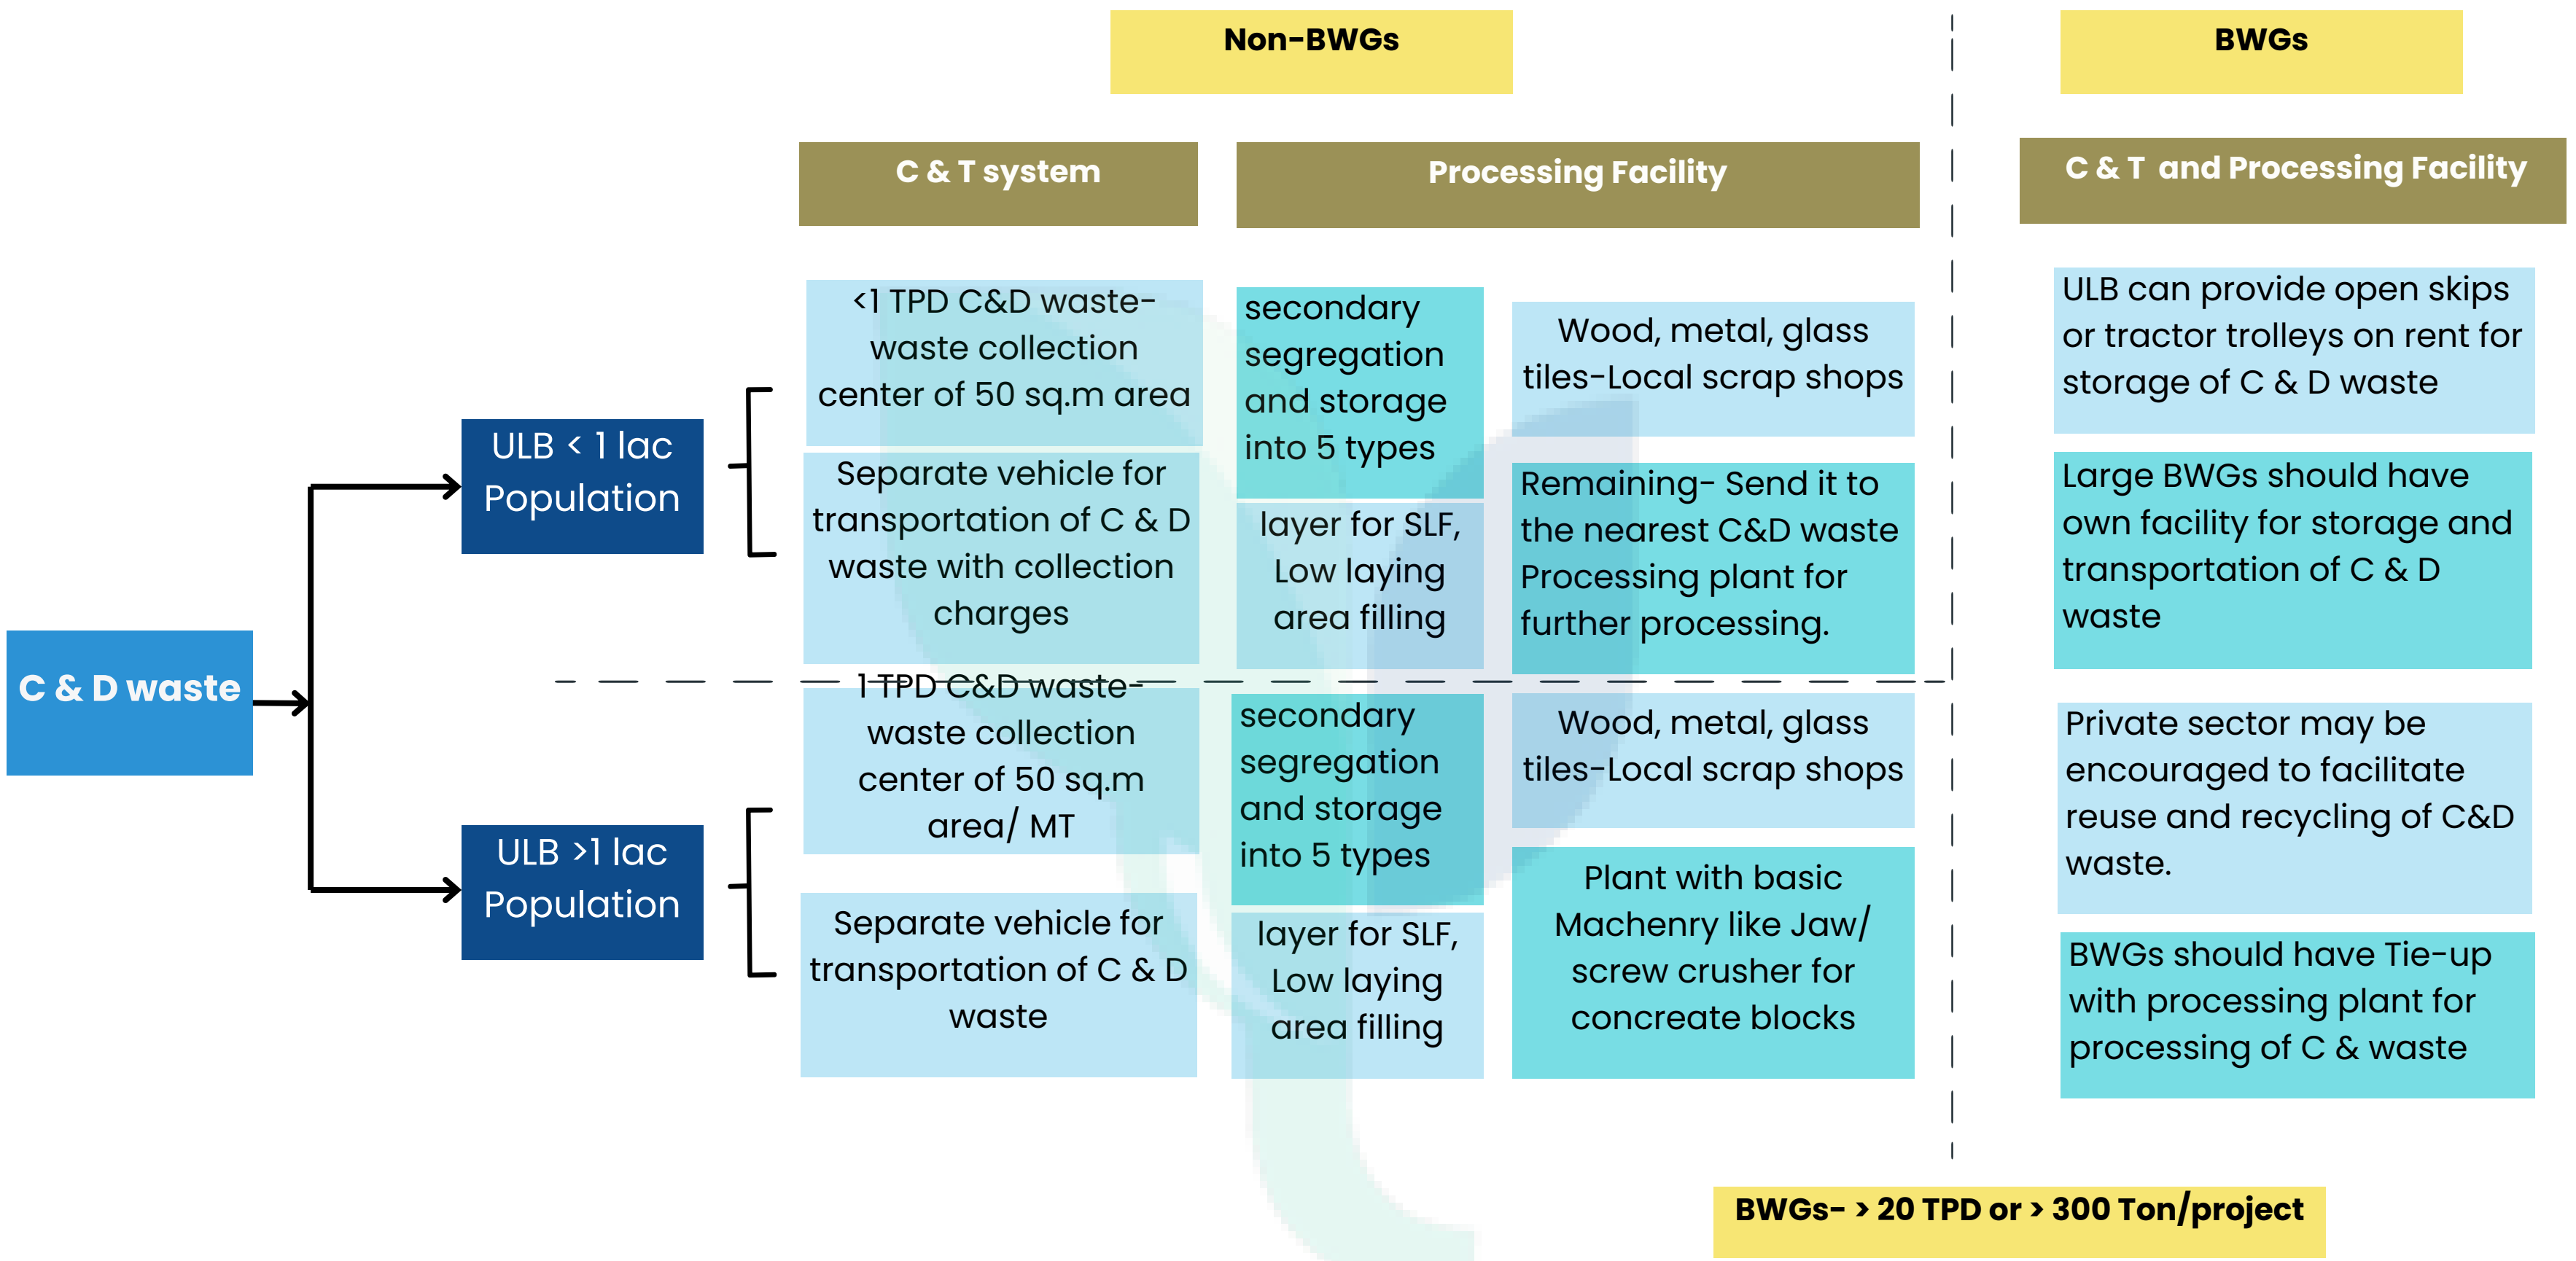 Non-BWGs
BWGs
C & T system
Processing Facility
C & T and Processing Facility
C & D waste
ULB < 1 lac
Population
<1 TPD C&D waste-
waste collection
center of 50 sq.m area
Separate vehicle for
transportation of C & D
waste with collection
charges
secondary
segregation
and storage
into 5 types
layer for SLF,
Low laying
area filling
Wood, metal, glass
tiles-Local scrap shops
Remaining- Send it to
the nearest C&D waste
Processing plant for
further processing.
ULB >1 lac
Population
1 TPD C&D waste-
waste collection
center of 50 sq.m
area/ MT
Separate vehicle for
transportation of C & D
waste
secondary
segregation
and storage
into 5 types
layer for SLF,
Low laying
area filling
Wood, metal, glass
tiles-Local scrap shops
Plant with basic
Machenry like Jaw/
screw crusher for
concreate blocks
ULB can provide open skips
or tractor trolleys on rent for
storage of C & D waste
Large BWGs should have
own facility for storage and
transportation of C & D
waste
Private sector may be
encouraged to facilitate
reuse and recycling of C&D
waste.
BWGs should have Tie-up
with processing plant for
processing of C & waste
BWGs- > 20 TPD or > 300 Ton/project